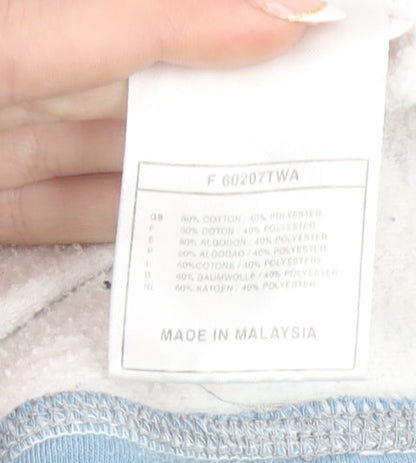 F 60207TWA
GB 60% COTTON / 40% POLYESTER
F 60% COTON / 40% POLYESTER
E 60% ALGODON / 40% POLYESTER
P 60% ALGODAO / 40% POLYESTER
I 60% COTONE / 40% POLYESTERE
D 60% BAUMWOLLE / 40% POLYESTER
NL 60% KATOEN / 40% POLYESTER
MADE IN MALAYSIA